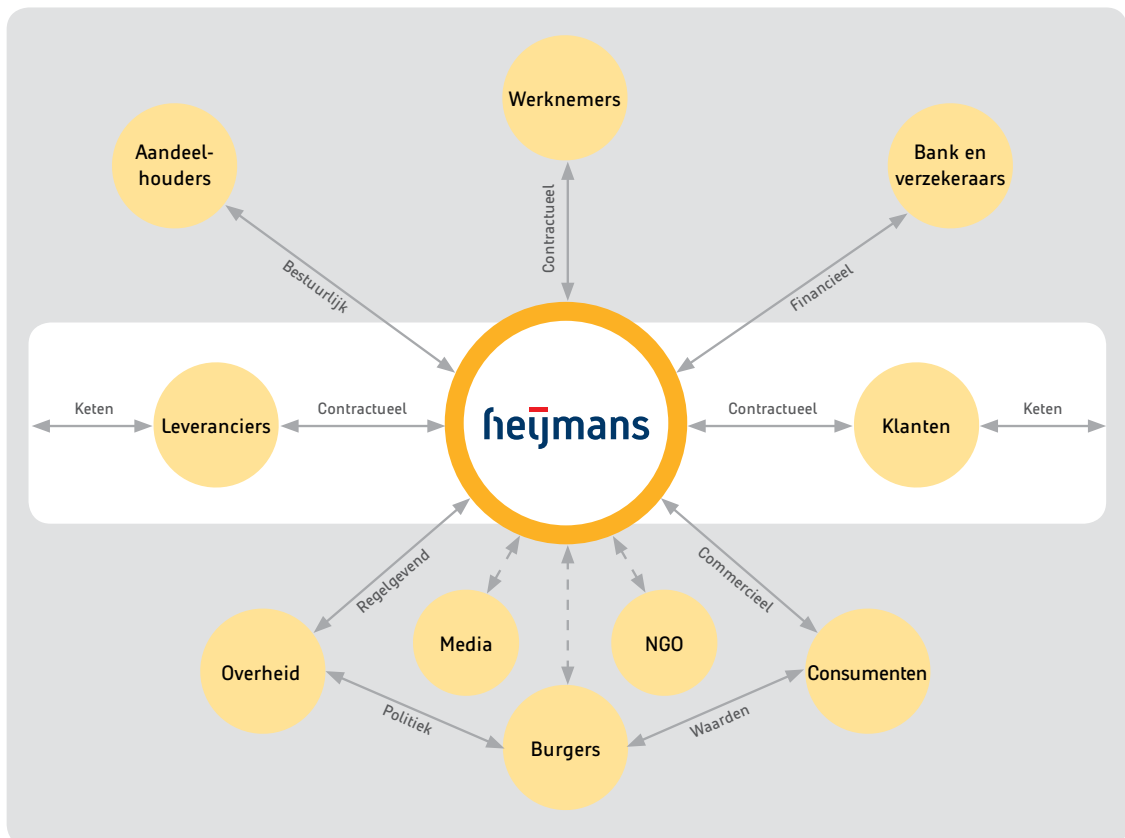 Werknemers
Aandeel-
houders
Bank en
verzekeraars
Contractueel
Bestuurlijk
Financieel
Keten
Leveranciers
Contractueel
heijmans
Contractueel
Klanten
Keten
Regelgevend
Commercieel
Media
NGO
Overheid
Consumenten
Politiek
Waarden
Burgers